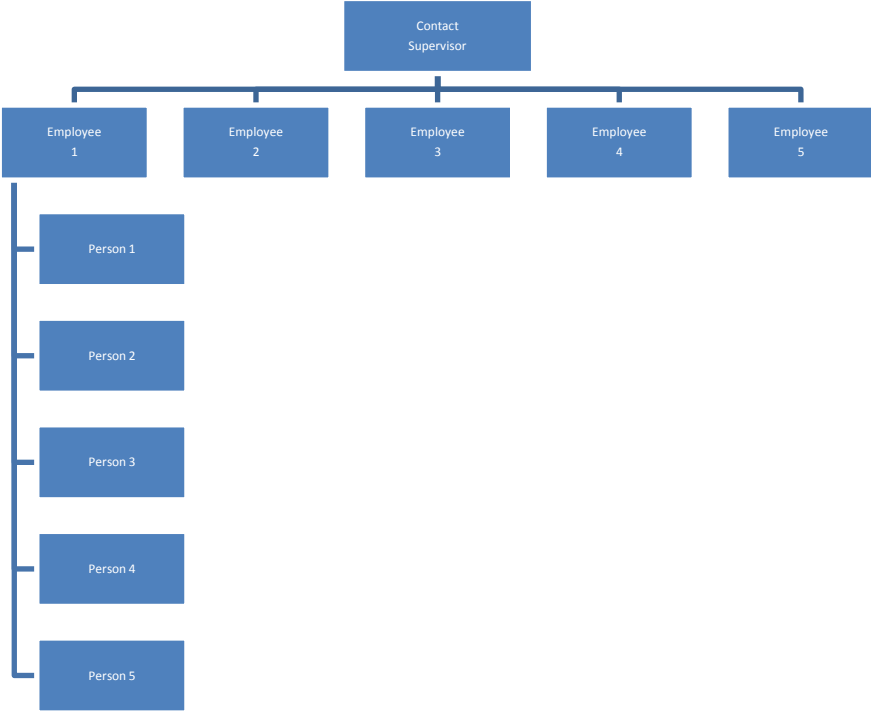 Contact
Supervisor
Employee
1
Employee
2
Employee
3
Employee
4
Employee
5
Person 1
Person 2
Person 3
Person 4
Person 5